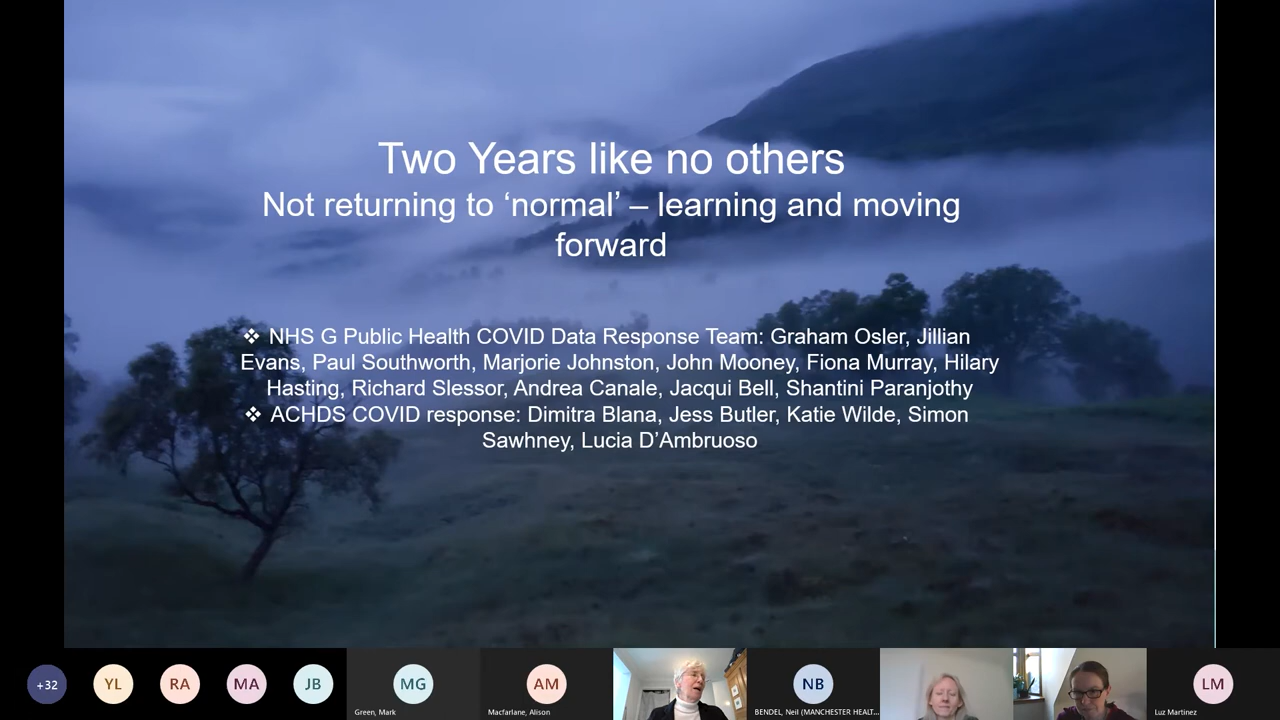 Two Years like no others
Not returning to ‘normal’ – learning and moving
forward
❖ NHS G Public Health COVID Data Response Team: Graham Osler, Jillian
Evans, Paul Southworth, Marjorie Johnston, John Mooney, Fiona Murray, Hilary
Hasting, Richard Slessor, Andrea Canale, Jacqui Bell, Shantini Paranjothy
❖ ACHDS COVID response: Dimitra Blana, Jess Butler, Katie Wilde, Simon
Sawhney, Lucia D’Ambruoso
+32 YL RA MA JB MG AM NB LM
Green, Mark Macfarlane, Alison BENDEL, Neil (MANCHESTER HEALT... Luz Martinez